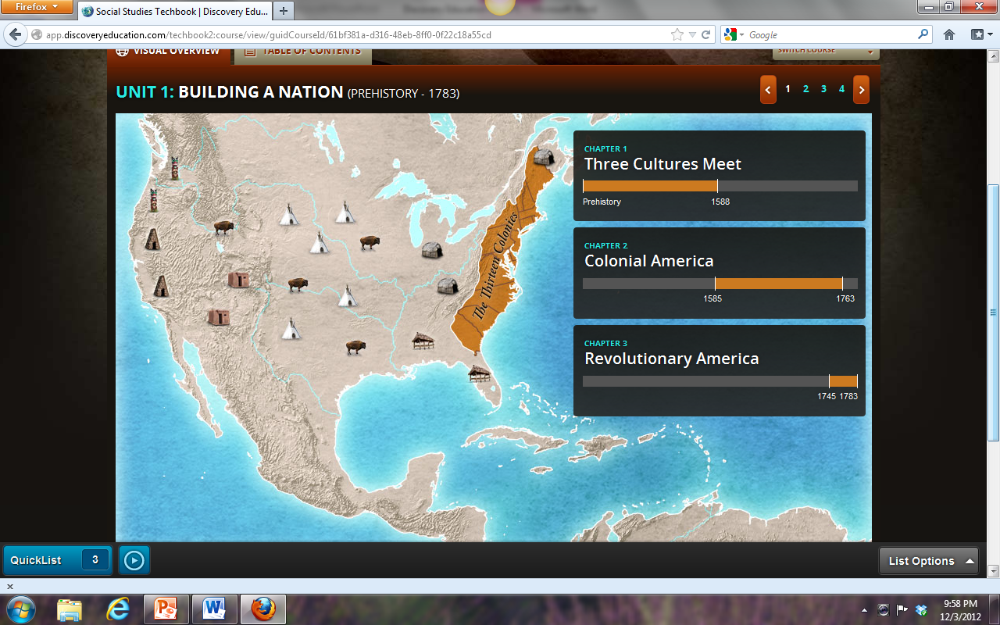 Firefox
Social Studies Techbook | Discovery Edu...
app.discoveryeducation.com/techbook2:course/view/guidCourseId/61bf381a-d316-48eb-8ff0-0f22c18a55cd
Google
VISUAL OVERVIEW
TABLE OF CONTENTS
SWITCH COURSE
UNIT 1: BUILDING A NATION (PREHISTORY - 1783)
1 2 3 4
CHAPTER 1
Three Cultures Meet
Prehistory 1588
CHAPTER 2
Colonial America
1585 1763
CHAPTER 3
Revolutionary America
1745 1783
The Thirteen Colonies
QuickList 3
List Options
9:58 PM
12/3/2012